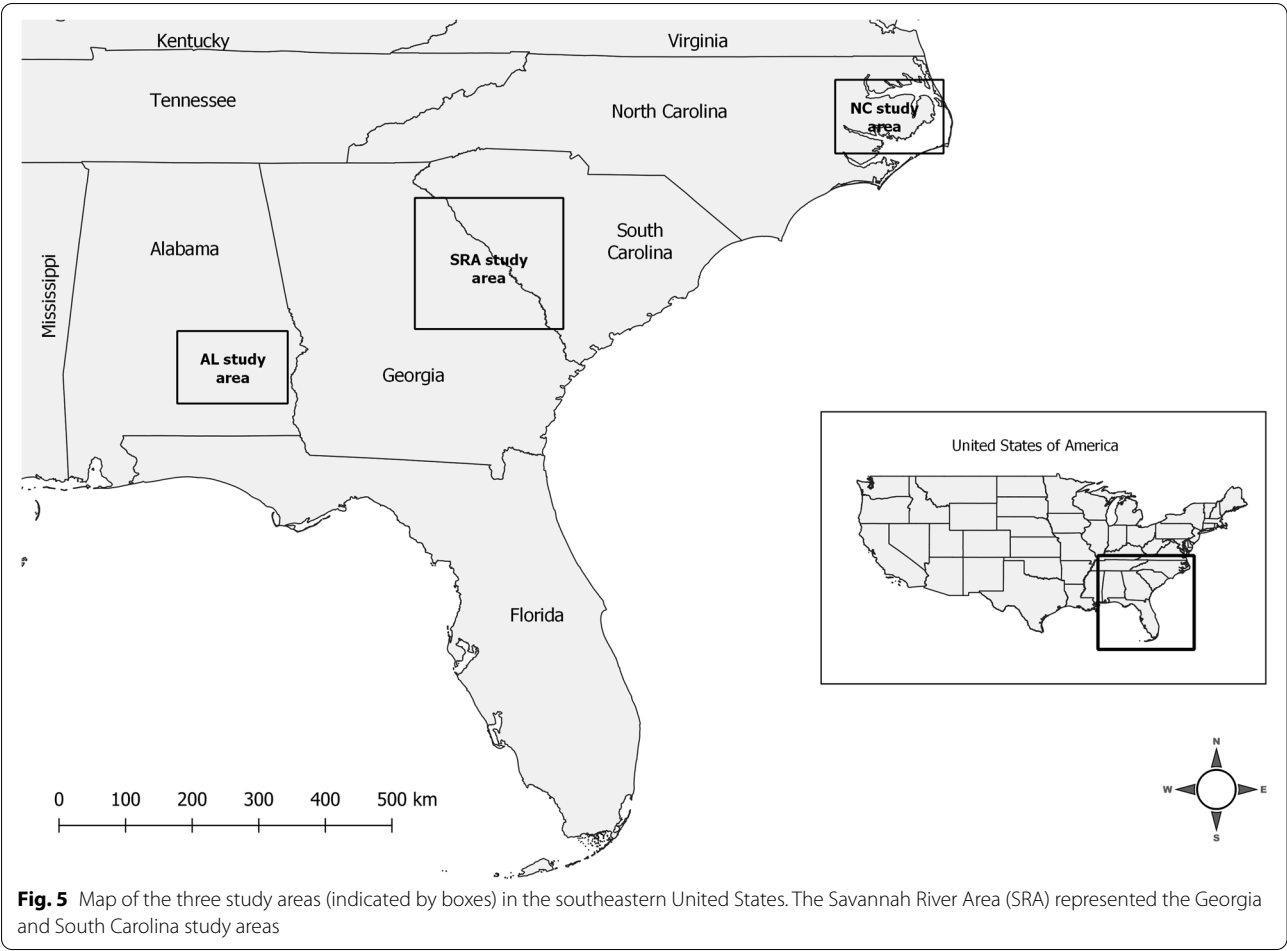 Kentucky
Virginia
Tennessee
North Carolina
NC study
area
South
Carolina
Alabama
Mississippi
SRA study
area
AL study
area
Georgia
United States of America
Florida
N
W
E
S
0 100 200 300 400 500 km
Fig. 5 Map of the three study areas (indicated by boxes) in the southeastern United States. The Savannah River Area (SRA) represented the Georgia
and South Carolina study areas